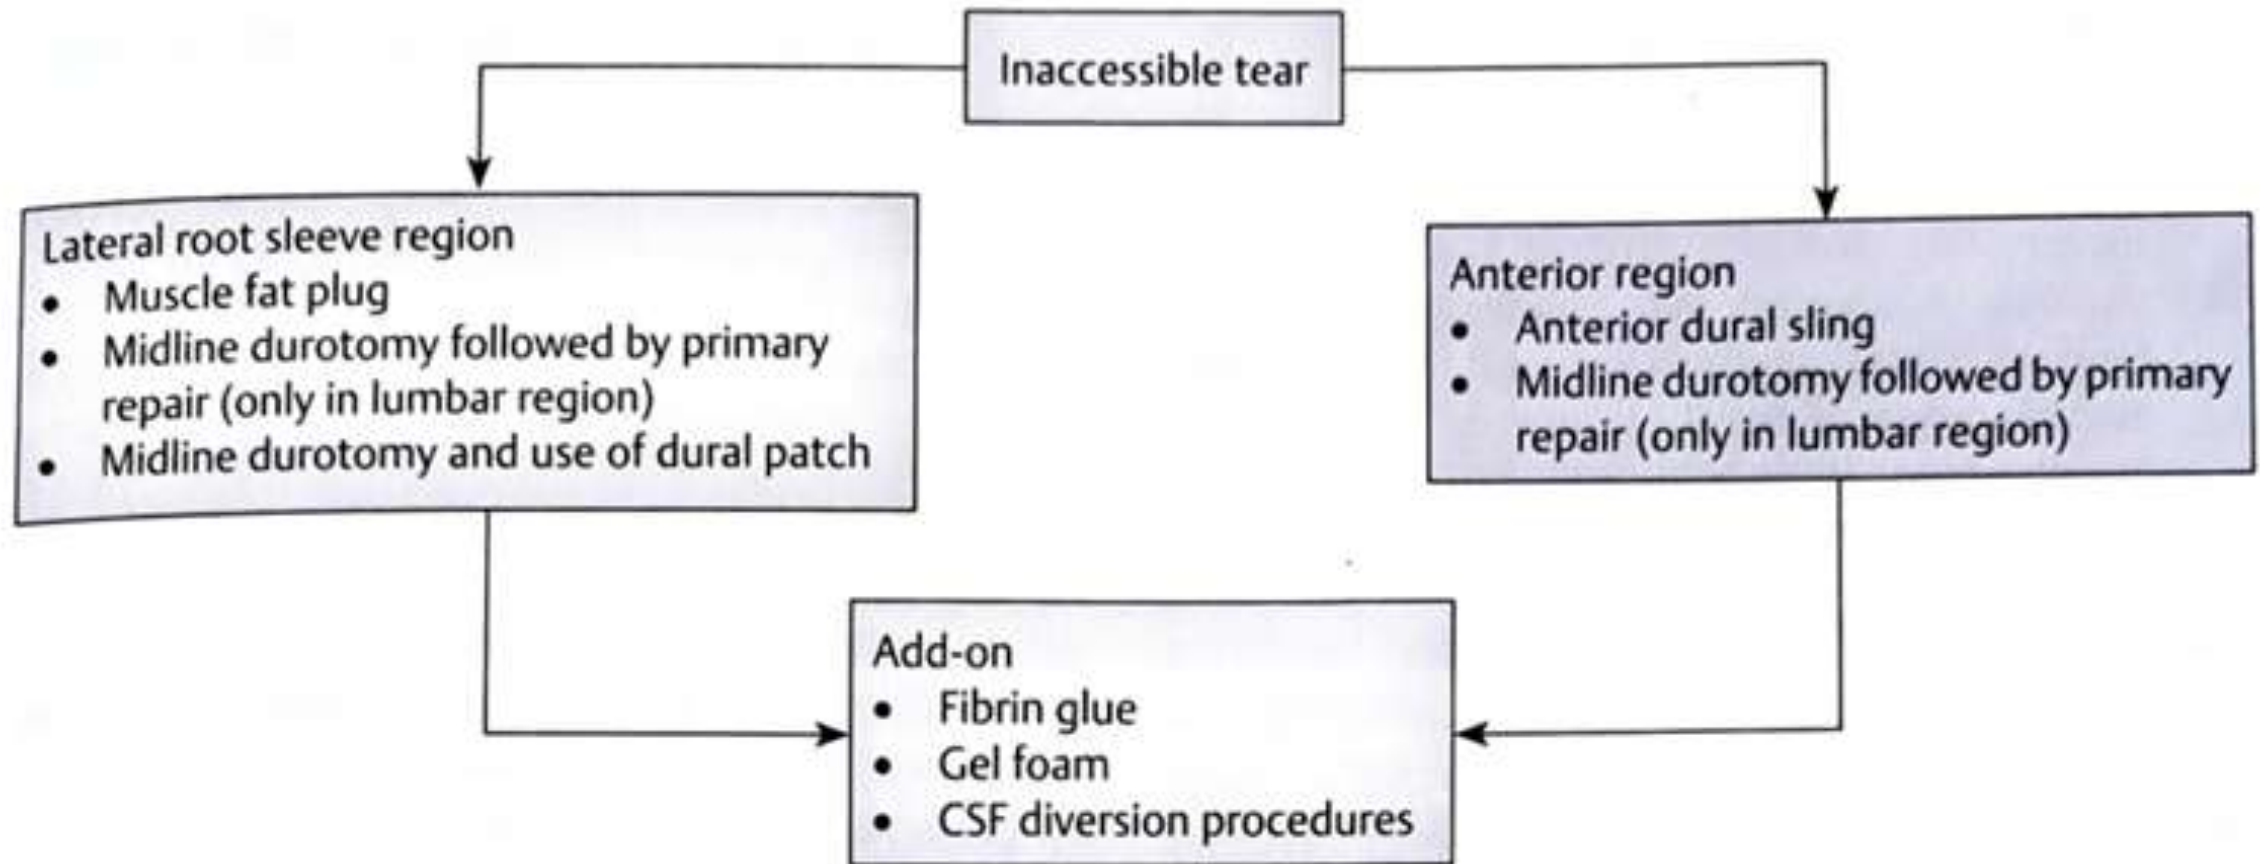 Inaccessible tear
Lateral root sleeve region
• Muscle fat plug
• Midline durotomy followed by primary
repair (only in lumbar region)
• Midline durotomy and use of dural patch
Anterior region
• Anterior dural sling
• Midline durotomy followed by primary
repair (only in lumbar region)
Add-on
• Fibrin glue
• Gel foam
• CSF diversion procedures